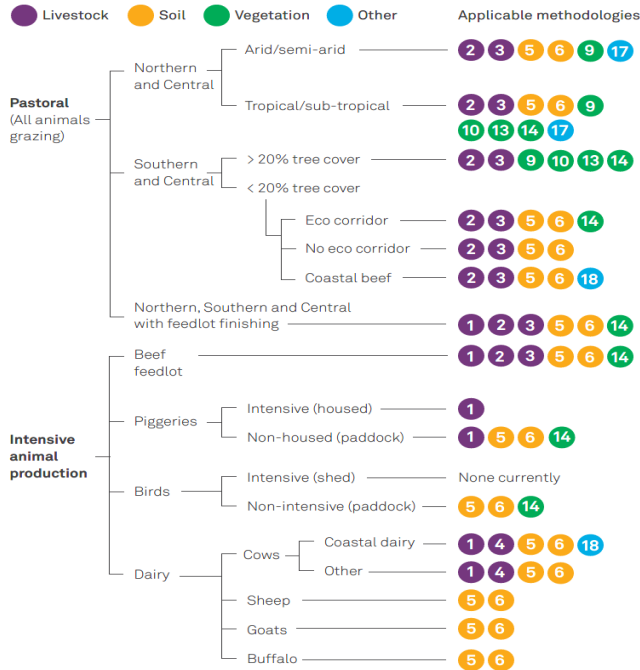 Livestock Soil Vegetation Other Applicable methodologies
Arid/semi-arid 2 3 5 6 9 17
Northern
and Central
Pastoral
(All animals
grazing)
Tropical/sub-tropical 2 3 5 6 9
10 13 14 17
Southern
and Central
> 20% tree cover 2 3 9 10 13 14
< 20% tree cover
Eco corridor 2 3 5 6 14
No eco corridor 2 3 5 6
Coastal beef 2 3 5 6 18
Northern, Southern and Central
with feedlot finishing 1 2 3 5 6 14
Beef
feedlot 1 2 3 5 6 14
Intensive
animal
production
Piggeries
Intensive (housed) 1
Non-housed (paddock) 1 5 6 14
Birds
Intensive (shed) None currently
Non-intensive (paddock) 5 6 14
Dairy
Cows
Coastal dairy 1 4 5 6 18
Other 1 4 5 6
Sheep 5 6
Goats 5 6
Buffalo 5 6